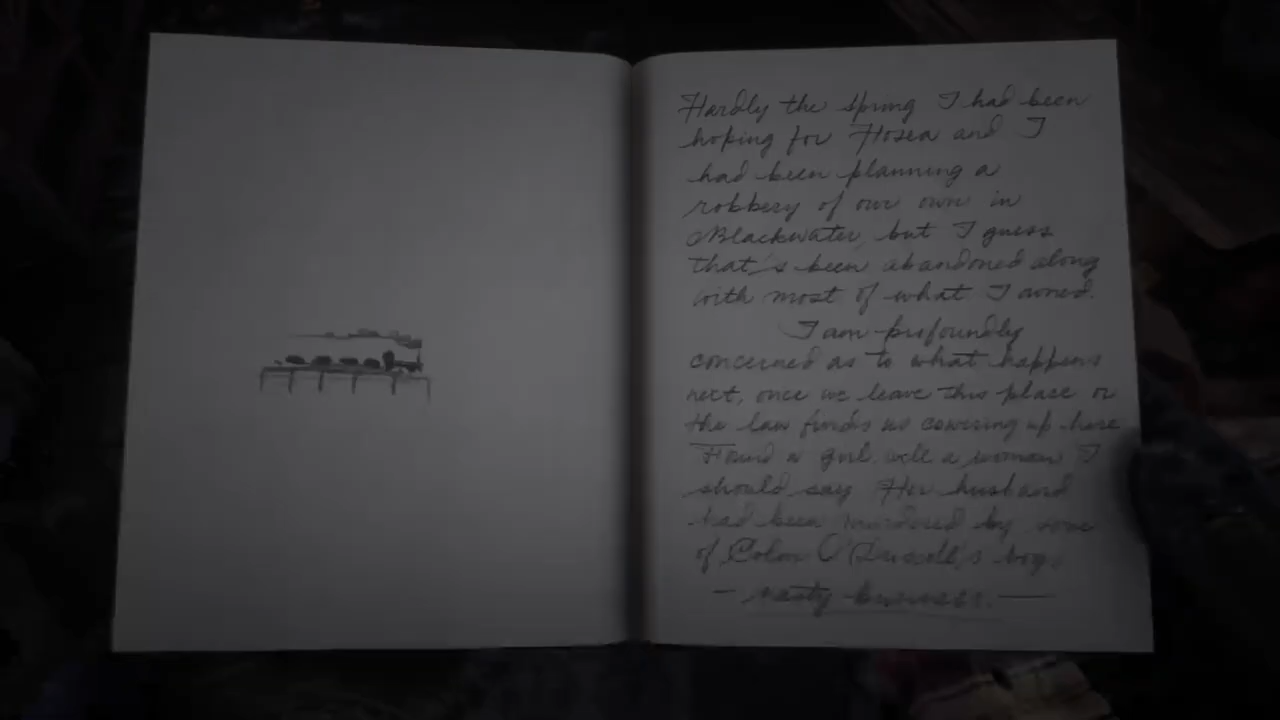 Hardly the spring I had been
hoping for Hosea and I
had been planning a
robbery of our own in
Blackwater, but I guess
that's been abandoned along
with most of what I owned.
I am profoundly
concerned as to what happens
next, once we leave this place or
the law finds us cowering up here
Found a girl, well a woman I
should say Her husband
had been murdered by some
of Colm O'Driscoll's boys
— nasty business. —